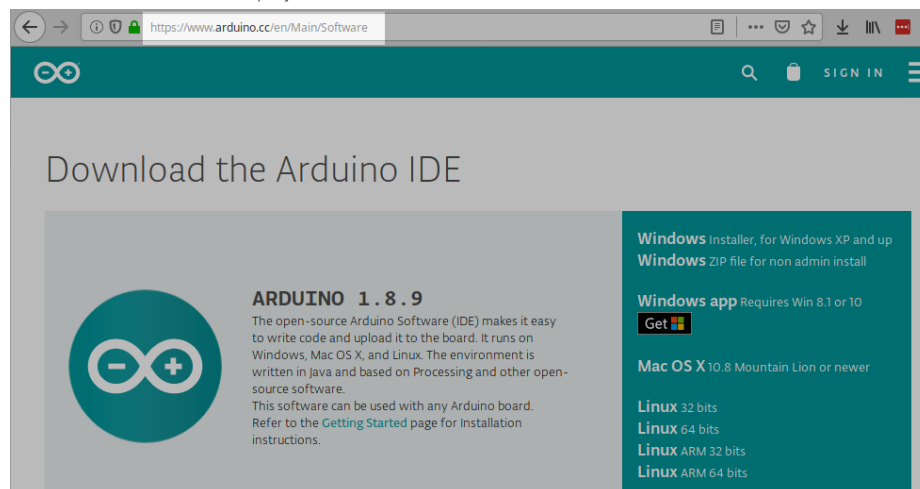 https://www.arduino.cc/en/Main/Software
SIGN IN
Download the Arduino IDE
ARDUINO 1.8.9
The open-source Arduino Software (IDE) makes it easy
to write code and upload it to the board. It runs on
Windows, Mac OS X, and Linux. The environment is
written in Java and based on Processing and other open-
source software.
This software can be used with any Arduino board.
Refer to the Getting Started page for Installation
instructions.
Windows Installer, for Windows XP and up
Windows ZIP file for non admin install
Windows app Requires Win 8.1 or 10
Get
Mac OS X 10.8 Mountain Lion or newer
Linux 32 bits
Linux 64 bits
Linux ARM 32 bits
Linux ARM 64 bits